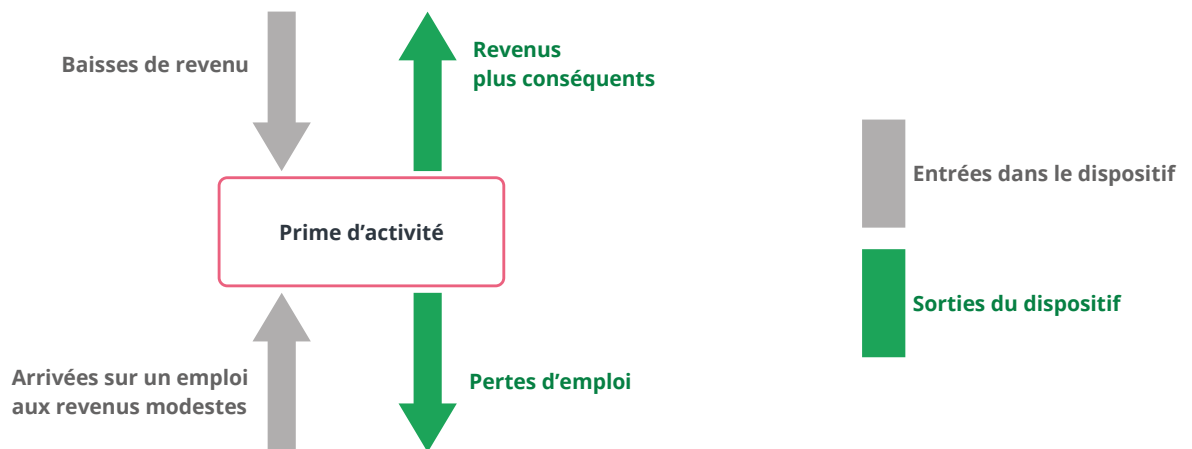 Baisses de revenu
Revenus
plus conséquents
Entrées dans le dispositif
Prime d’activité
Sorties du dispositif
Arrivées sur un emploi
aux revenus modestes
Pertes d’emploi